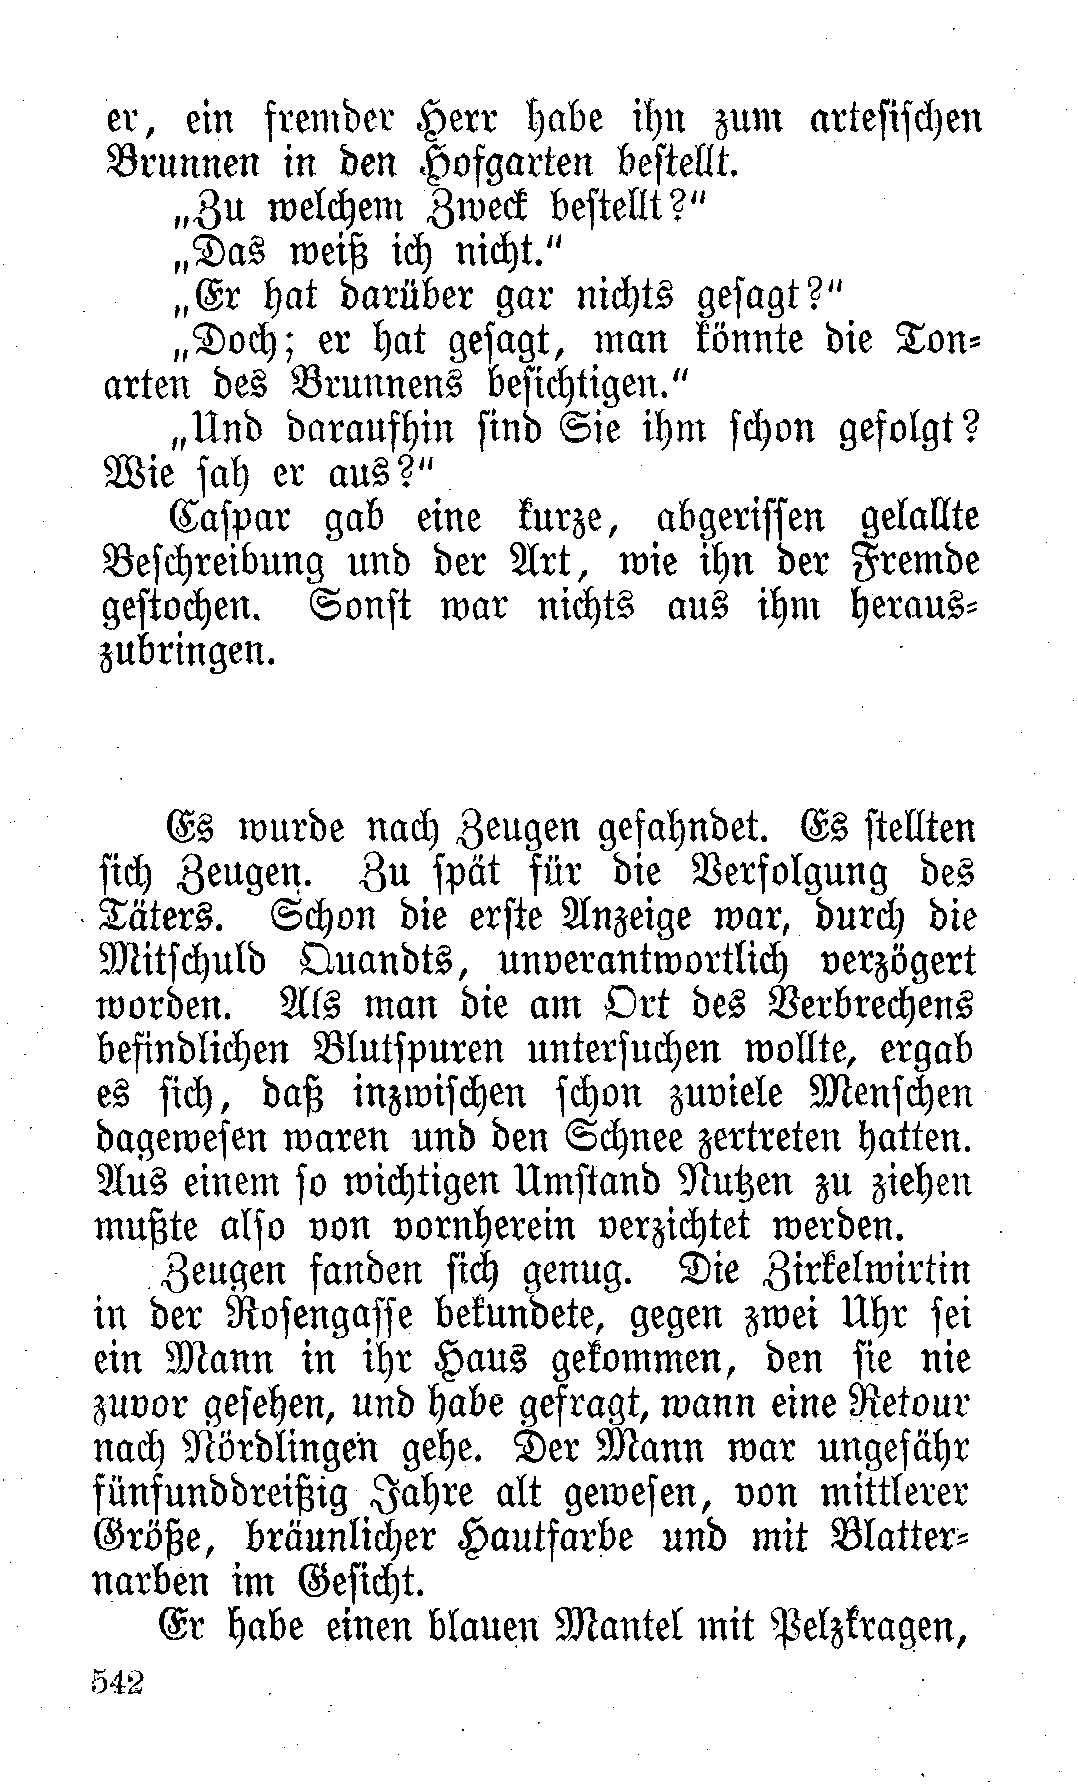 er, ein fremder Herr habe ihn zum artesischen
Brunnen in den Hofgarten bestellt.
„Zu welchem Zweck bestellt?“
„Das weiß ich nicht.“
„Er hat darüber gar nichts gesagt?“
„Doch; er hat gesagt, man könnte die Ton-
arten des Brunnens besichtigen.“
„Und daraufhin sind Sie ihm schon gefolgt?
Wie sah er aus?“
Caspar gab eine kurze, abgerissen gelallte
Beschreibung und der Art, wie ihn der Fremde
gestochen. Sonst war nichts aus ihm heraus-
zubringen.
Es wurde nach Zeugen gefahndet. Es stellten
sich Zeugen. Zu spät für die Verfolgung des
Täters. Schon die erste Anzeige war, durch die
Mitschuld Quandts, unverantwortlich verzögert
worden. Als man die am Ort des Verbrechens
befindlichen Blutspuren untersuchen wollte, ergab
es sich, daß inzwischen schon zuviele Menschen
dagewesen waren und den Schnee zertreten hatten.
Aus einem so wichtigen Umstand Nutzen zu ziehen
mußte also von vornherein verzichtet werden.
Zeugen fanden sich genug. Die Zirkelwirtin
in der Rosengasse bekundete, gegen zwei Uhr sei
ein Mann in ihr Haus gekommen, den sie nie
zuvor gesehen, und habe gefragt, wann eine Retour
nach Nördlingen gehe. Der Mann war ungefähr
fünfunddreißig Jahre alt gewesen, von mittlerer
Größe, bräunlicher Hautfarbe und mit Blatter-
narben im Gesicht.
Er habe einen blauen Mantel mit Pelzkragen,
542